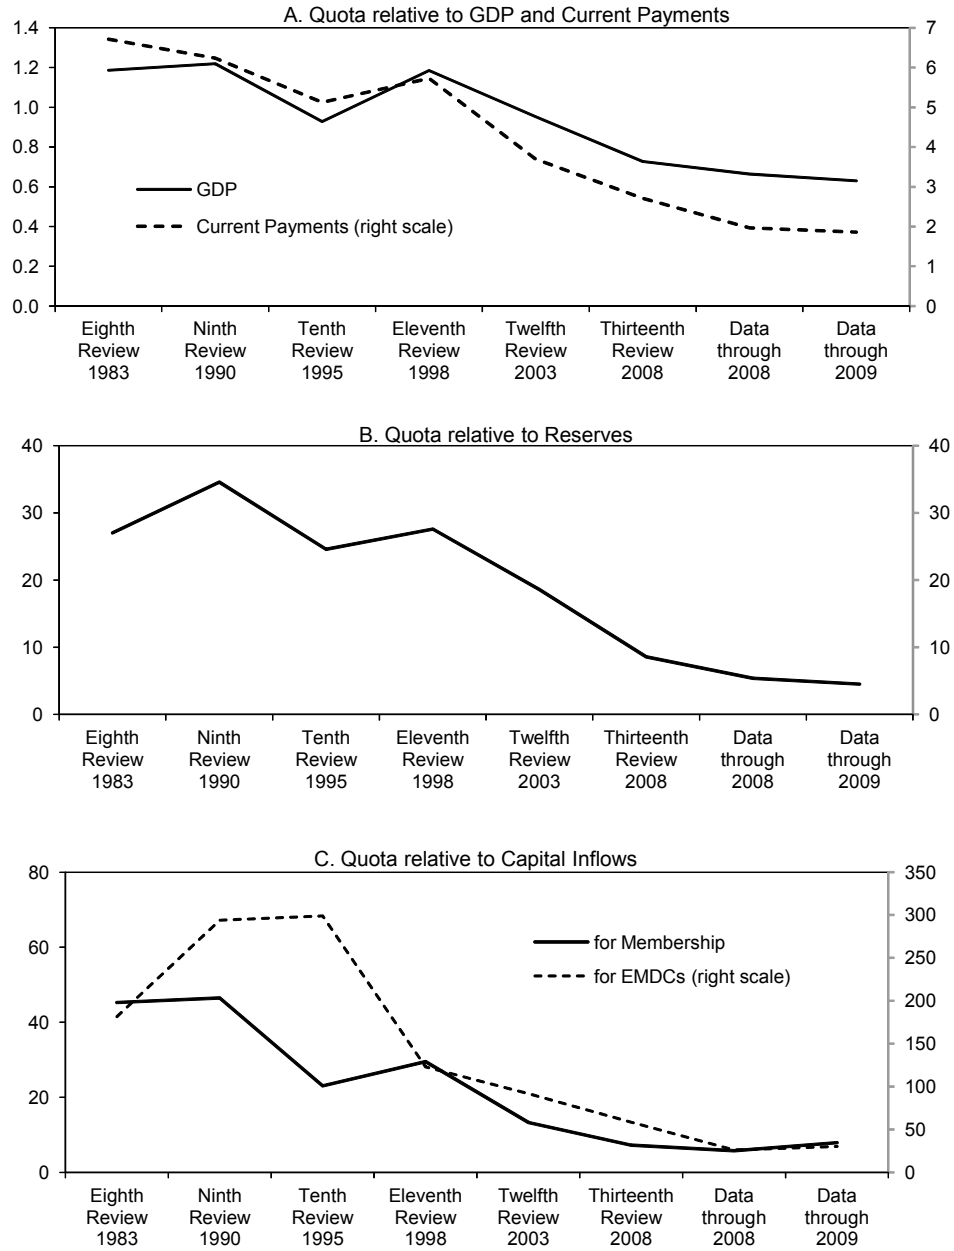 A. Quota relative to GDP and Current Payments
1.4
1.2
1.0
0.8
0.6
0.4
0.2
0.0
7
6
5
4
3
2
1
0
GDP
Current Payments (right scale)
Eighth
Review
1983
Ninth
Review
1990
Tenth
Review
1995
Eleventh
Review
1998
Twelfth
Review
2003
Thirteenth
Review
2008
Data
through
2008
Data
through
2009
B. Quota relative to Reserves
40
30
20
10
0
40
30
20
10
0
Eighth
Review
1983
Ninth
Review
1990
Tenth
Review
1995
Eleventh
Review
1998
Twelfth
Review
2003
Thirteenth
Review
2008
Data
through
2008
Data
through
2009
C. Quota relative to Capital Inflows
80
60
40
20
0
350
300
250
200
150
100
50
0
for Membership
for EMDCs (right scale)
Eighth
Review
1983
Ninth
Review
1990
Tenth
Review
1995
Eleventh
Review
1998
Twelfth
Review
2003
Thirteenth
Review
2008
Data
through
2008
Data
through
2009